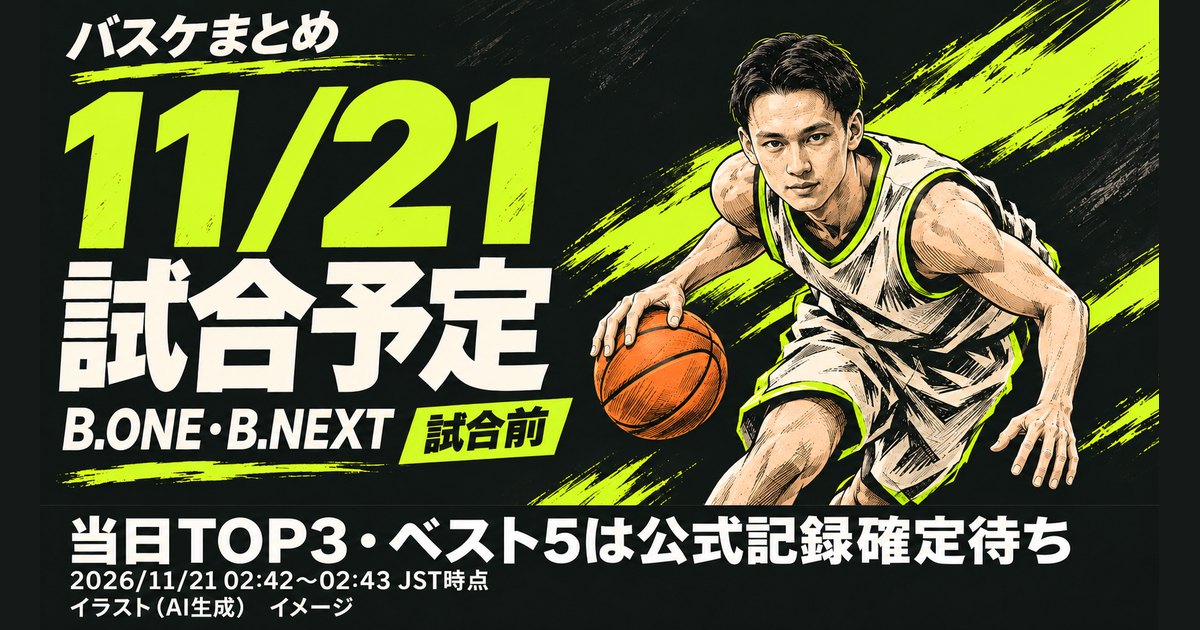 バスケまとめ
11/21
試合予定
B.ONE・B.NEXT 試合前
当日TOP3・ベスト5は公式記録確定待ち
2026/11/21 02:42〜02:43 JST時点
イラスト（AI生成）　イメージ